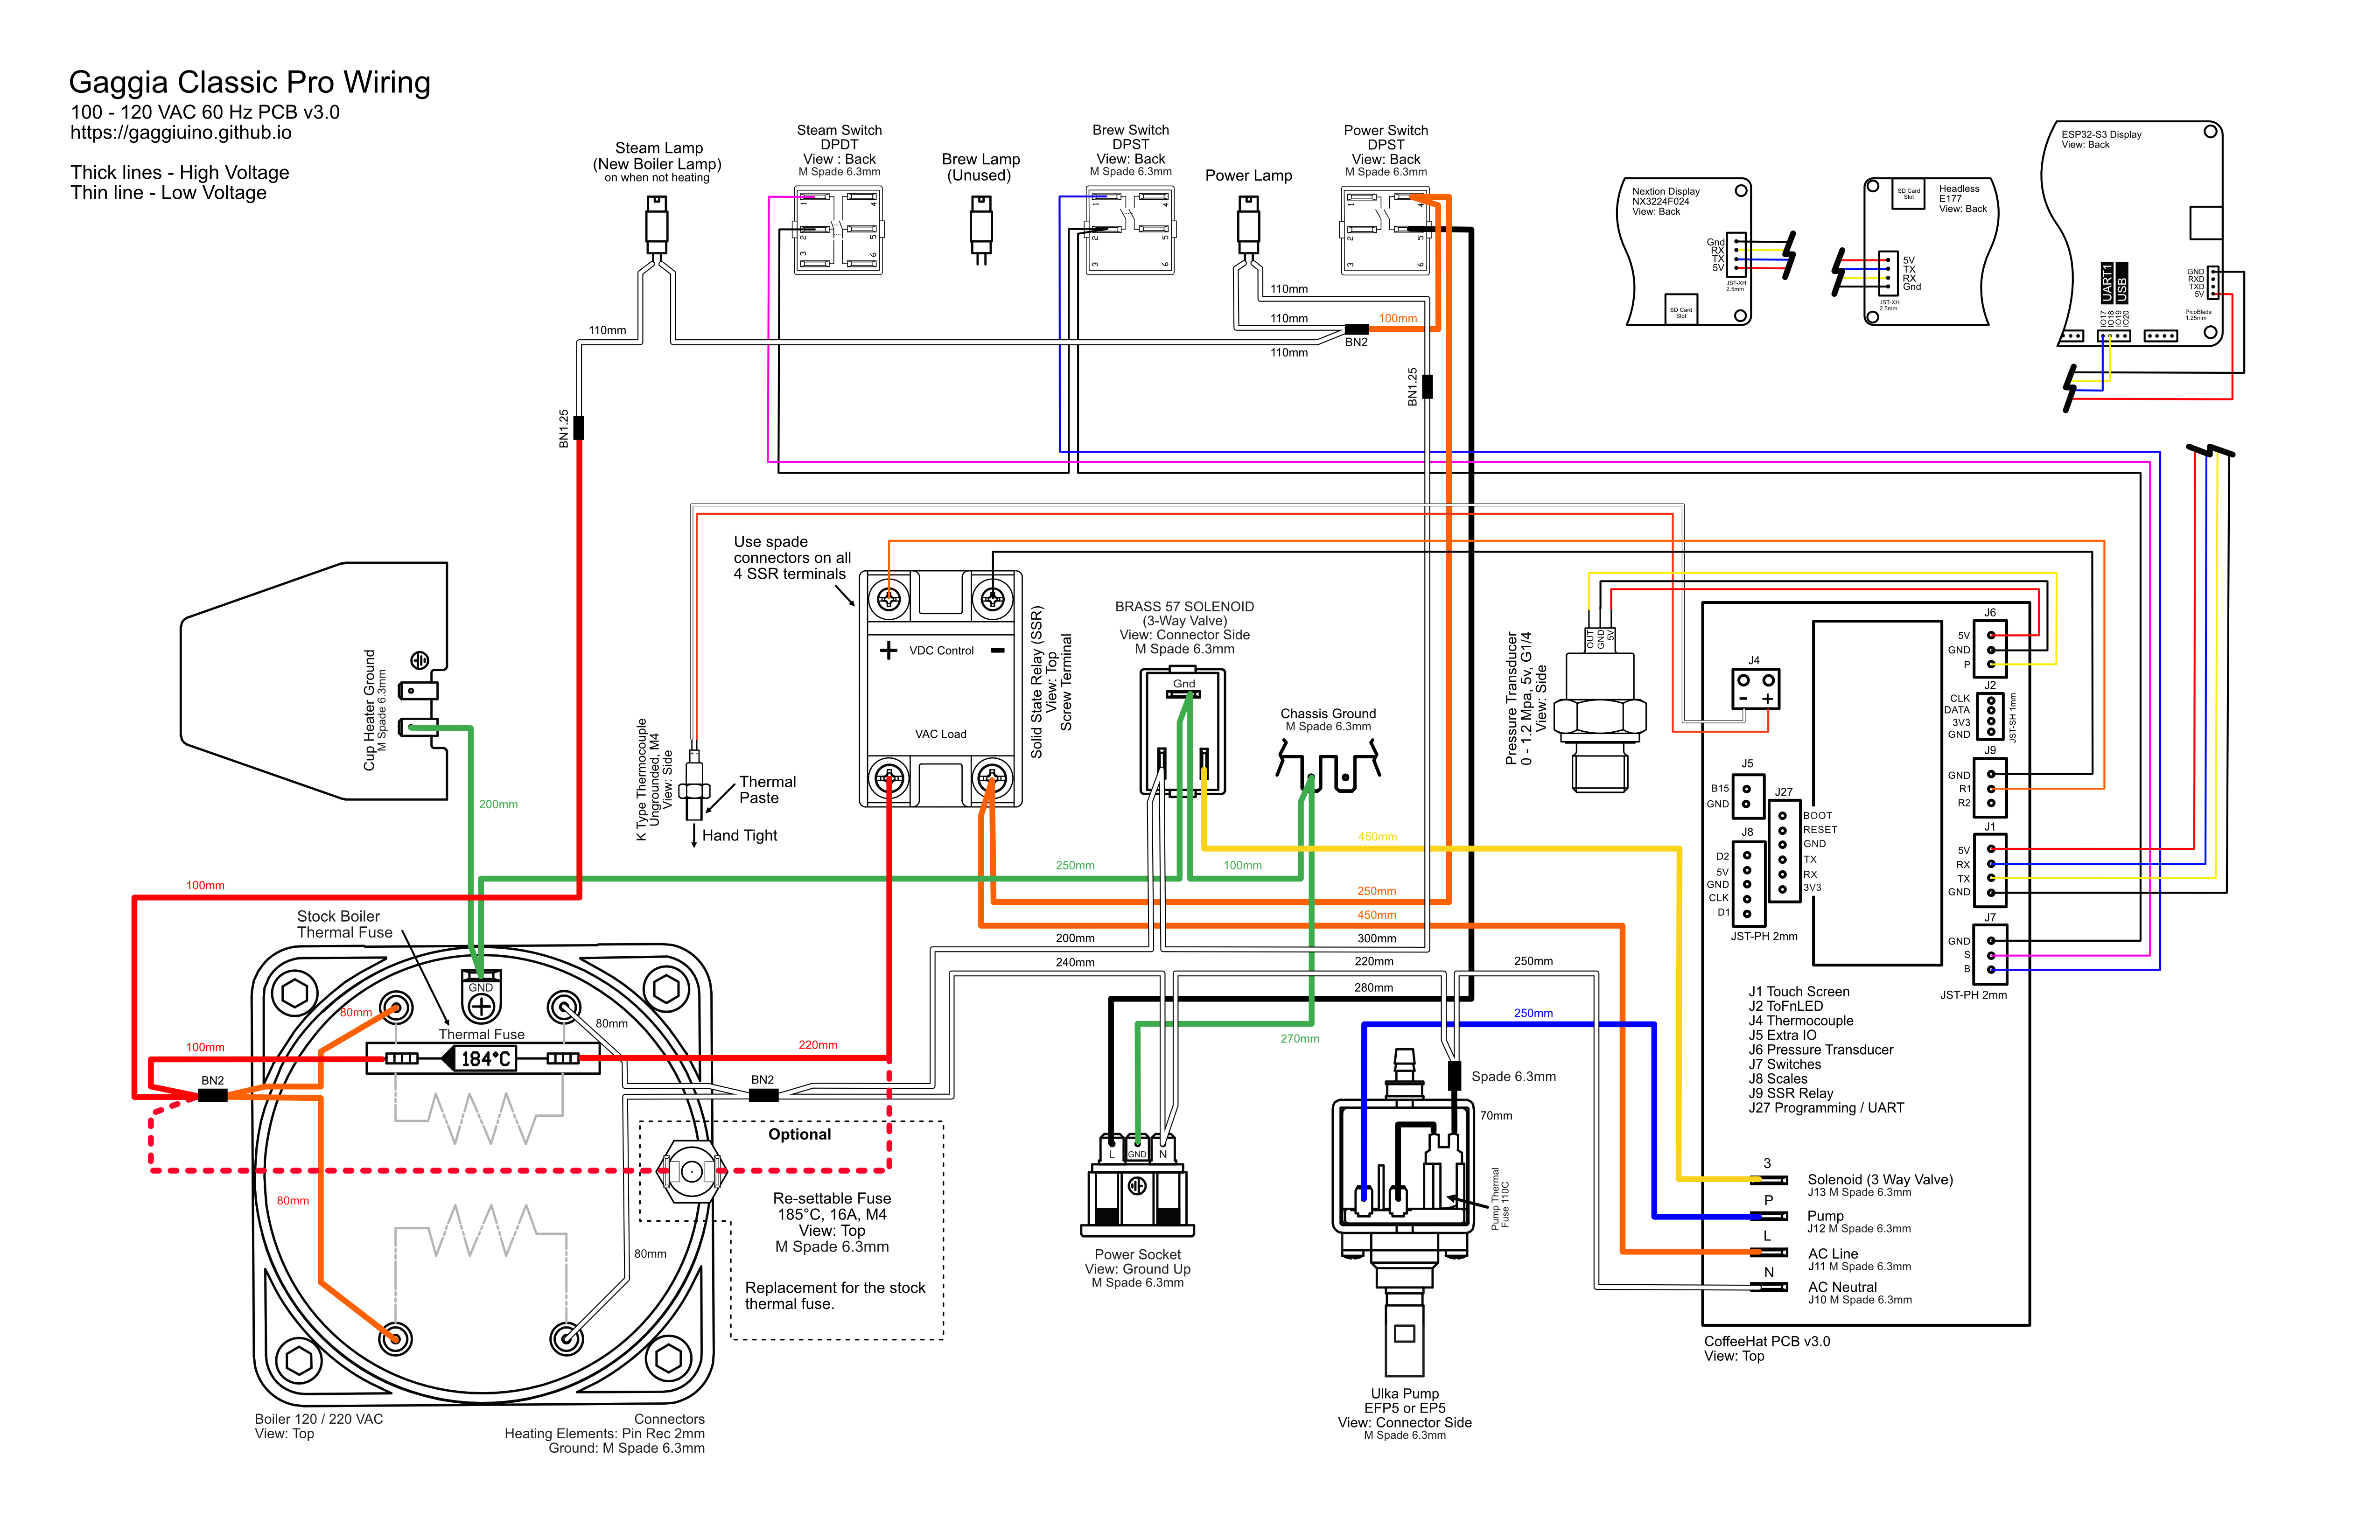 Gaggia Classic Pro Wiring
100 - 120 VAC 60 Hz PCB v3.0
https://gaggiuino.github.io
Thick lines - High Voltage
Thin line - Low Voltage
Steam Lamp
(New Boiler Lamp)
on when not heating
Steam Switch
DPDT
View : Back
M Spade 6.3mm
1
2
3
4
5
6
Brew Lamp
(Unused)
Brew Switch
DPST
View: Back
M Spade 6.3mm
1
2
3
4
5
6
Power Lamp
Power Switch
DPST
View: Back
M Spade 6.3mm
1
2
3
4
5
6
Nextion Display
NX3224F024
View: Back
Gnd
RX
TX
5V
JST-XH
2.5mm
SD Card
Slot
SD Card
Slot
Headless
E177
View: Back
5V
TX
RX
Gnd
JST-XH
2.5mm
ESP32-S3 Display
View: Back
GND
RXD
TXD
5V
PicoBlade
1.25mm
UART1
USB
IO17
IO18
IO19
IO20
110mm
110mm
110mm
110mm
100mm
BN2
BN1.25
BN1.25
Use spade
connectors on all
4 SSR terminals
VDC Control
VAC Load
Solid State Relay (SSR)
View: Top
Screw Terminal
K Type Thermocouple
Ungrounded, M4
View: Side
Thermal
Paste
Hand Tight
BRASS 57 SOLENOID
(3-Way Valve)
View: Connector Side
M Spade 6.3mm
Gnd
Chassis Ground
M Spade 6.3mm
Pressure Transducer
0 - 1.2 Mpa, 5v, G1/4
View: Side
OUT
GND
5V
Cup Heater Ground
M Spade 6.3mm
200mm
100mm
250mm
100mm
450mm
250mm
450mm
200mm
300mm
240mm
220mm
250mm
280mm
250mm
270mm
Stock Boiler
Thermal Fuse
GND
Thermal Fuse
184°C
80mm
80mm
100mm
220mm
BN2
BN2
80mm
80mm
Optional
Re-settable Fuse
185°C, 16A, M4
View: Top
M Spade 6.3mm
Replacement for the stock
thermal fuse.
Boiler 120 / 220 VAC
View: Top
Connectors
Heating Elements: Pin Rec 2mm
Ground: M Spade 6.3mm
L
GND
N
Power Socket
View: Ground Up
M Spade 6.3mm
Spade 6.3mm
70mm
Pump Thermal
Fuse 110C
Ulka Pump
EFP5 or EP5
View: Connector Side
M Spade 6.3mm
J4
- +
J5
B15
GND
J8
D2
5V
GND
CLK
D1
JST-PH 2mm
J27
BOOT
RESET
GND
TX
RX
3V3
J6
5V
GND
P
J2
CLK
DATA
3V3
GND
JST-SH 1mm
J9
GND
R1
R2
J1
5V
RX
TX
GND
J7
GND
S
B
JST-PH 2mm
J1 Touch Screen
J2 ToFnLED
J4 Thermocouple
J5 Extra IO
J6 Pressure Transducer
J7 Switches
J8 Scales
J9 SSR Relay
J27 Programming / UART
3
Solenoid (3 Way Valve)
J13 M Spade 6.3mm
P
Pump
J12 M Spade 6.3mm
L
AC Line
J11 M Spade 6.3mm
N
AC Neutral
J10 M Spade 6.3mm
CoffeeHat PCB v3.0
View: Top